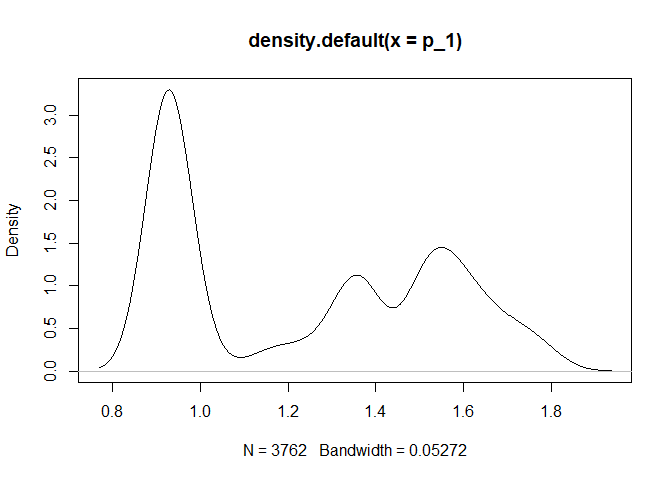 density.default(x = p_1)
Density
0.0 0.5 1.0 1.5 2.0 2.5 3.0
0.8 1.0 1.2 1.4 1.6 1.8
N = 3762 Bandwidth = 0.05272